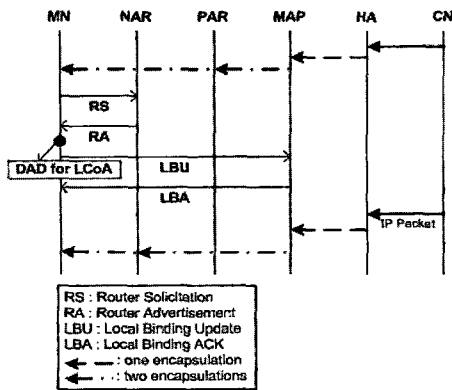 MN NAR PAR MAP HA CN
RS
RA
DAD for LCoA
LBU
LBA
IP Packet
RS : Router Solicitation
RA : Router Advertisement
LBU : Local Binding Update
LBA : Local Binding ACK
: one encapsulation
: two encapsulations